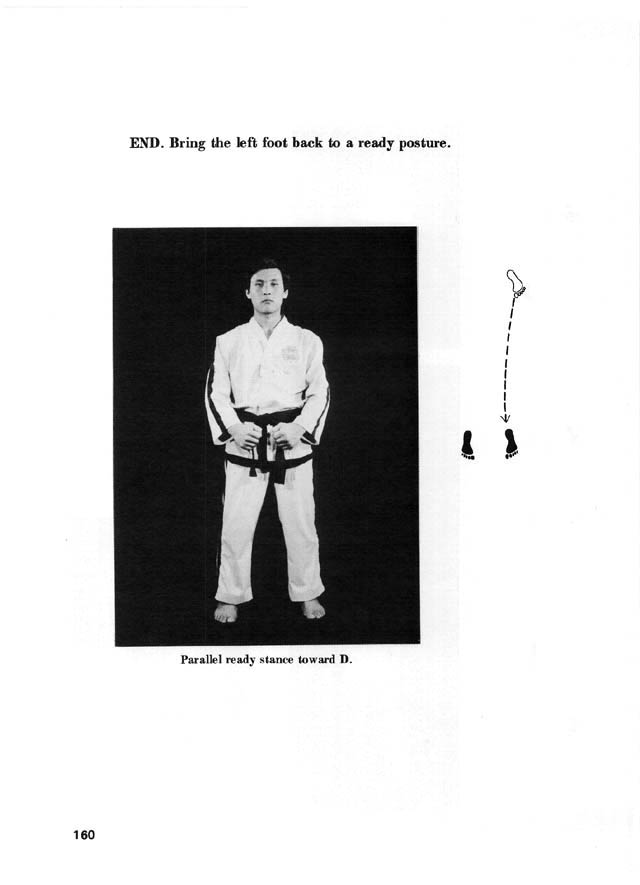 END. Bring the left foot back to a ready posture.
Parallel ready stance toward D.
160